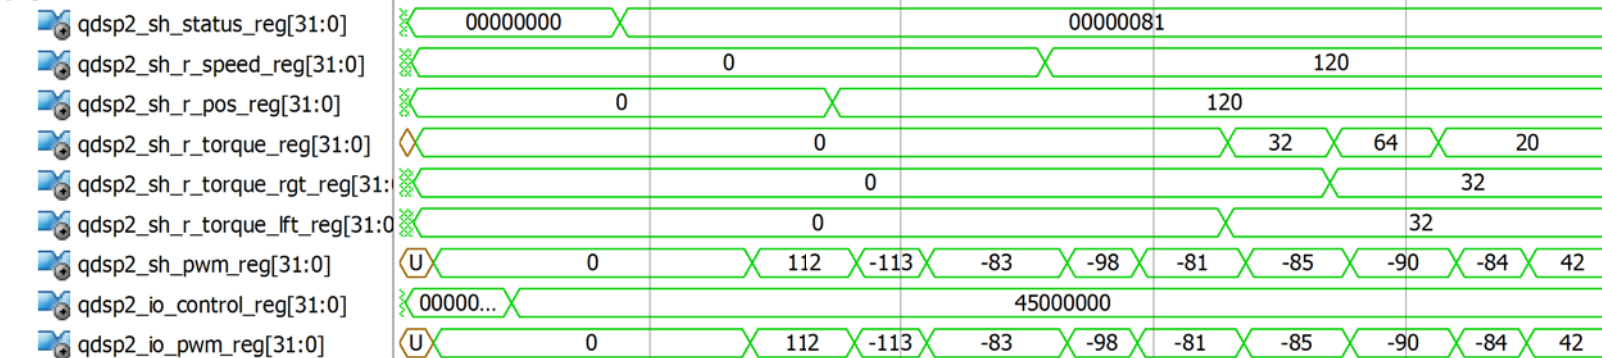 qdsp2_sh_status_reg[31:0] 00000000 00000081
qdsp2_sh_r_speed_reg[31:0] 0 120
qdsp2_sh_r_pos_reg[31:0] 0 120
qdsp2_sh_r_torque_reg[31:0] 0 32 64 20
qdsp2_sh_r_torque_rgt_reg[31: 0 32
qdsp2_sh_r_torque_lft_reg[31:0 0 32
qdsp2_sh_pwm_reg[31:0] U 0 112 -113 -83 -98 -81 -85 -90 -84 42
qdsp2_io_control_reg[31:0] 00000... 45000000
qdsp2_io_pwm_reg[31:0] U 0 112 -113 -83 -98 -81 -85 -90 -84 42